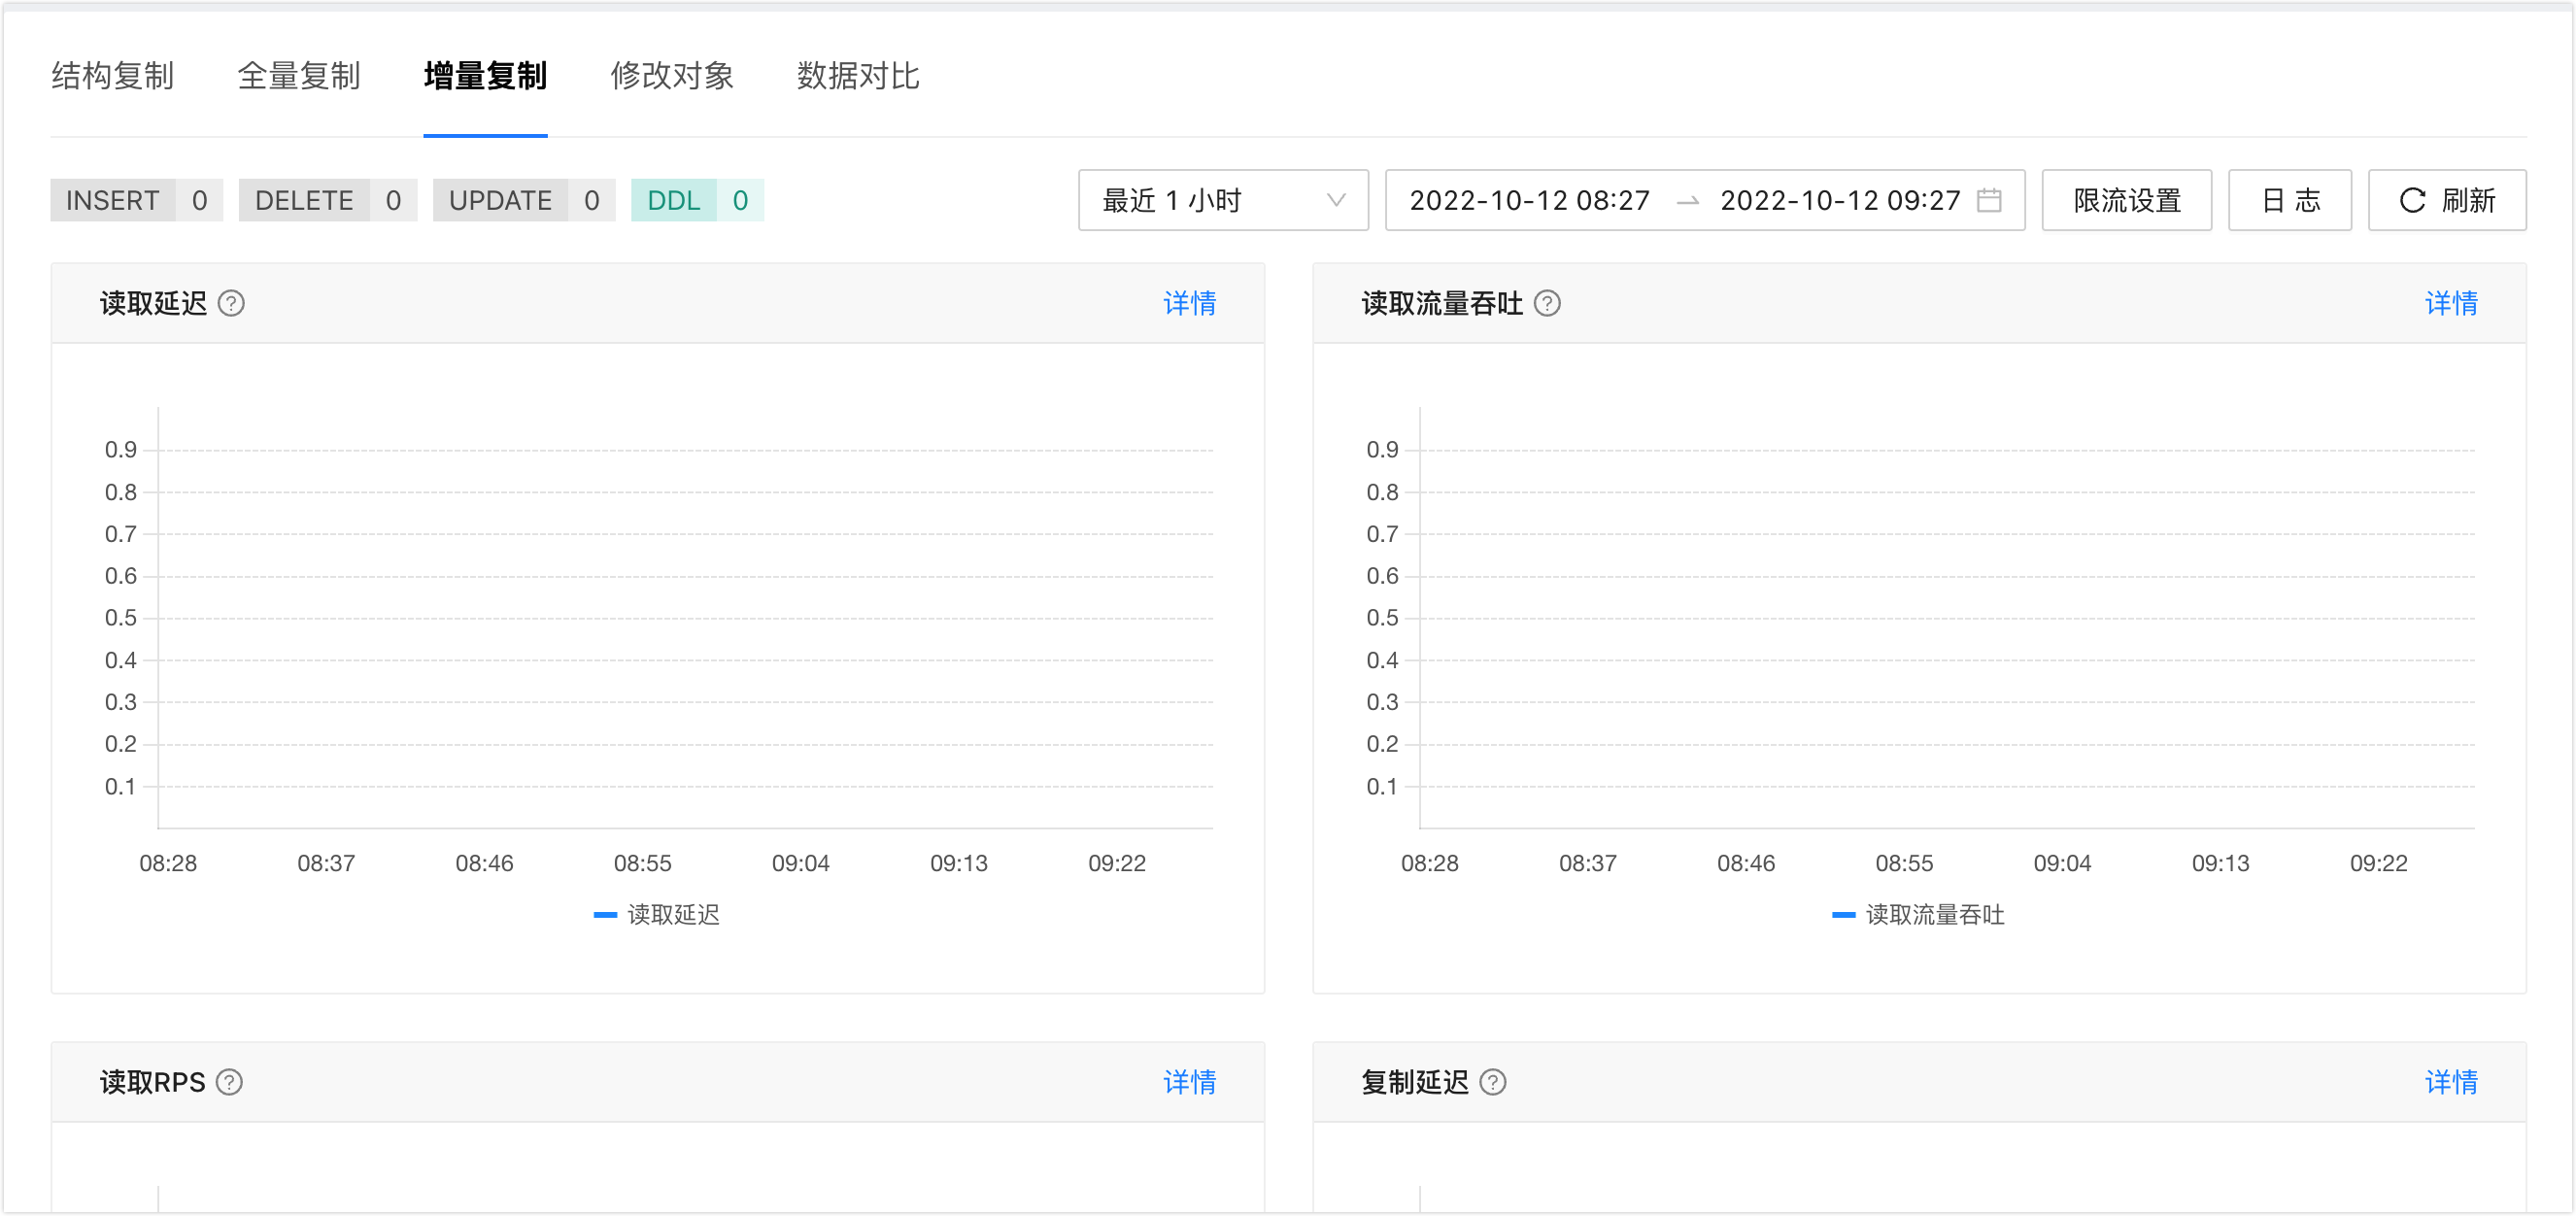 结构复制 全量复制 增量复制 修改对象 数据对比
INSERT 0 DELETE 0 UPDATE 0 DDL 0 最近 1 小时 2022-10-12 08:27 → 2022-10-12 09:27 限流设置 日 志 刷新
读取延迟 ? 详情
0.9
0.8
0.7
0.6
0.5
0.4
0.3
0.2
0.1
08:28 08:37 08:46 08:55 09:04 09:13 09:22
读取延迟
读取流量吞吐 ? 详情
0.9
0.8
0.7
0.6
0.5
0.4
0.3
0.2
0.1
08:28 08:37 08:46 08:55 09:04 09:13 09:22
读取流量吞吐
读取RPS ? 详情
复制延迟 ? 详情